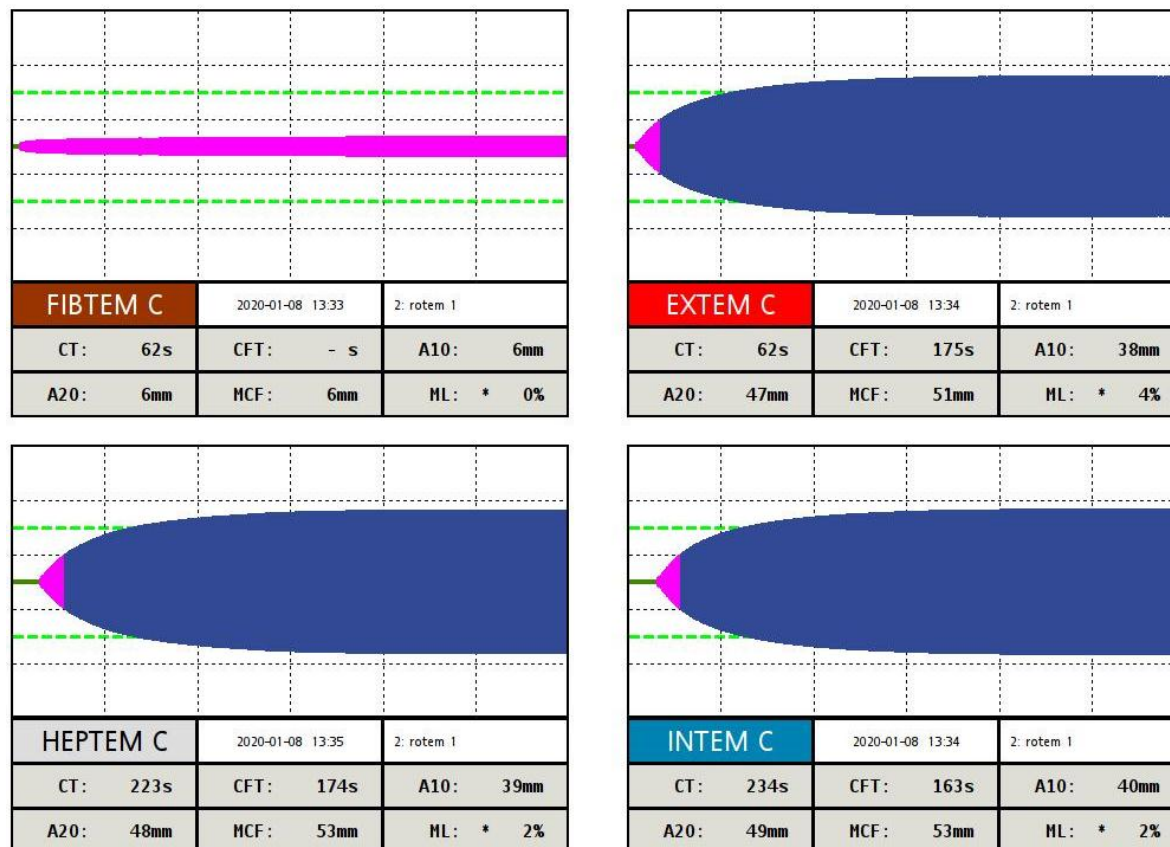 FIBTEM C 2020-01-08 13:33 2: rotem 1
CT: 62s CFT: - s A10: 6mm
A20: 6mm MCF: 6mm ML: * 0%
EXTEM C 2020-01-08 13:34 2: rotem 1
CT: 62s CFT: 175s A10: 38mm
A20: 47mm MCF: 51mm ML: * 4%
HEPTEM C 2020-01-08 13:35 2: rotem 1
CT: 223s CFT: 174s A10: 39mm
A20: 48mm MCF: 53mm ML: * 2%
INTEM C 2020-01-08 13:34 2: rotem 1
CT: 234s CFT: 163s A10: 40mm
A20: 49mm MCF: 53mm ML: * 2%